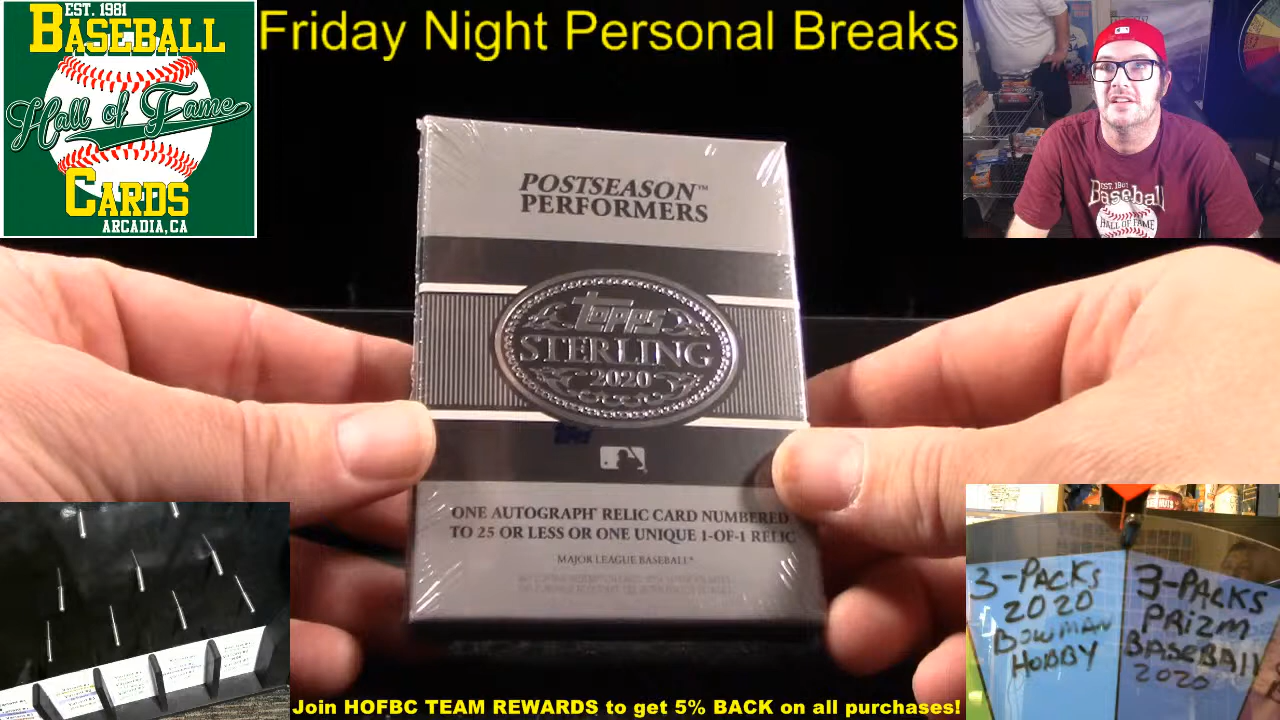 EST. 1981
BASEBALL
Hall of Fame
CARDS
ARCADIA, CA
Friday Night Personal Breaks
EST. 1981
Baseball
HALL OF FAME
POSTSEASON™
PERFORMERS
Topps
STERLING
2020
Topps
ONE AUTOGRAPH RELIC CARD NUMBERED
TO 25 OR LESS OR ONE UNIQUE 1-OF-1 RELIC
MAJOR LEAGUE BASEBALL®
3-PACKS
2020
BOWMAN
HOBBY
3-PACKS
PRIZM
BASEBALL
2020
Join HOFBC TEAM REWARDS to get 5% BACK on all purchases!